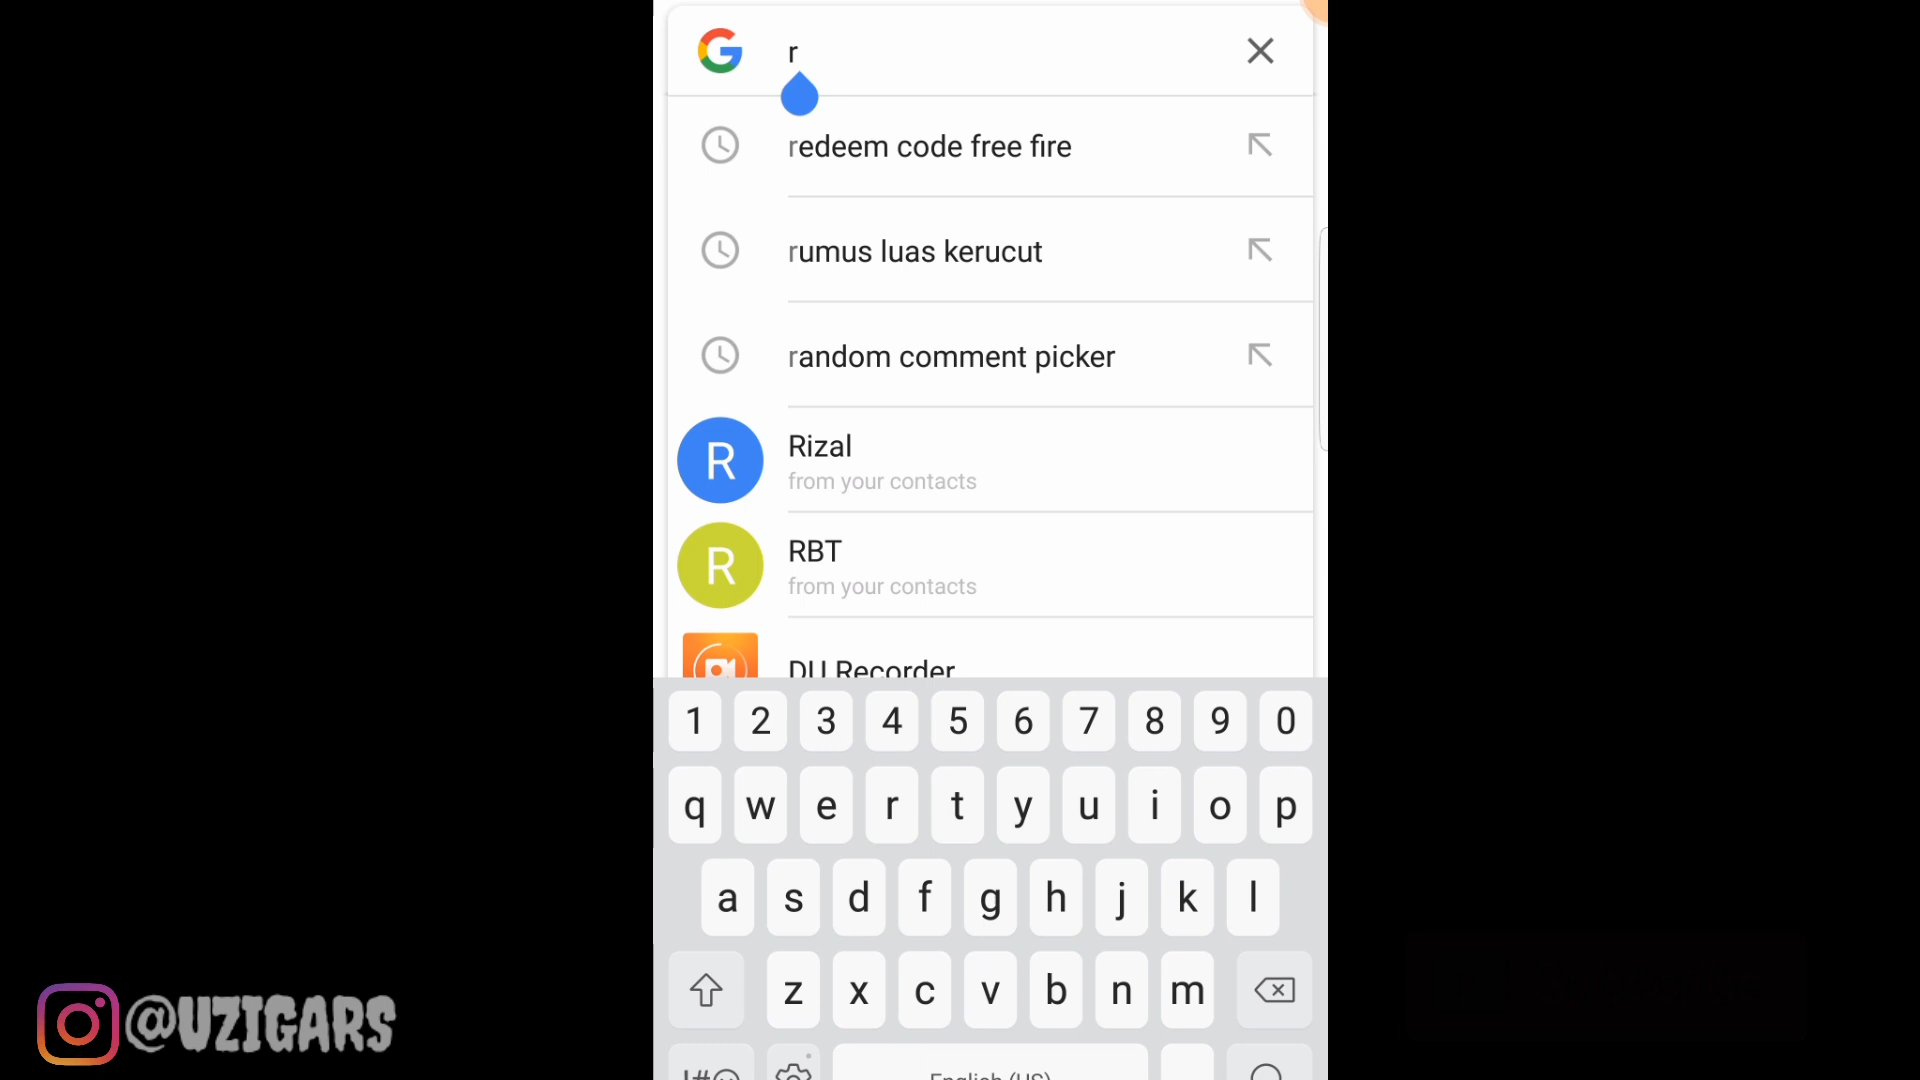 r
redeem code free fire
rumus luas kerucut
random comment picker
R
Rizal
from your contacts
R
RBT
from your contacts
DU Recorder
1 2 3 4 5 6 7 8 9 0
q w e r t y u i o p
a s d f g h j k l
z x c v b n m
!#☺ English (US)
@UZIGARS